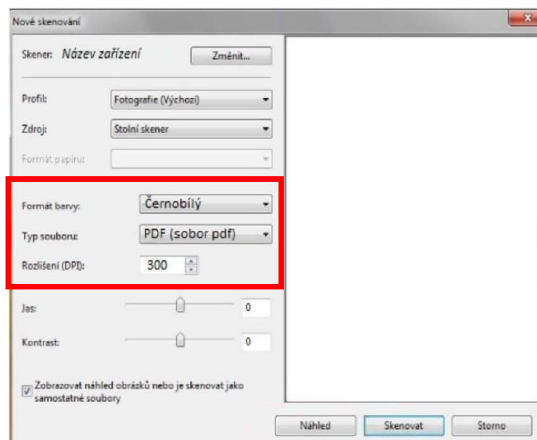 Nové skenování
Skener: Název zařízení Změnit...
Profil: Fotografie (Výchozí)
Zdroj: Stolní skener
Formát papíru:
Formát barvy: Černobílý
Typ souboru: PDF (sobor pdf)
Rozlišení (DPI): 300
Jas: 0
Kontrast: 0
Zobrazovat náhled obrázků nebo je skenovat jako
samostatné soubory
Náhled Skenovat Storno